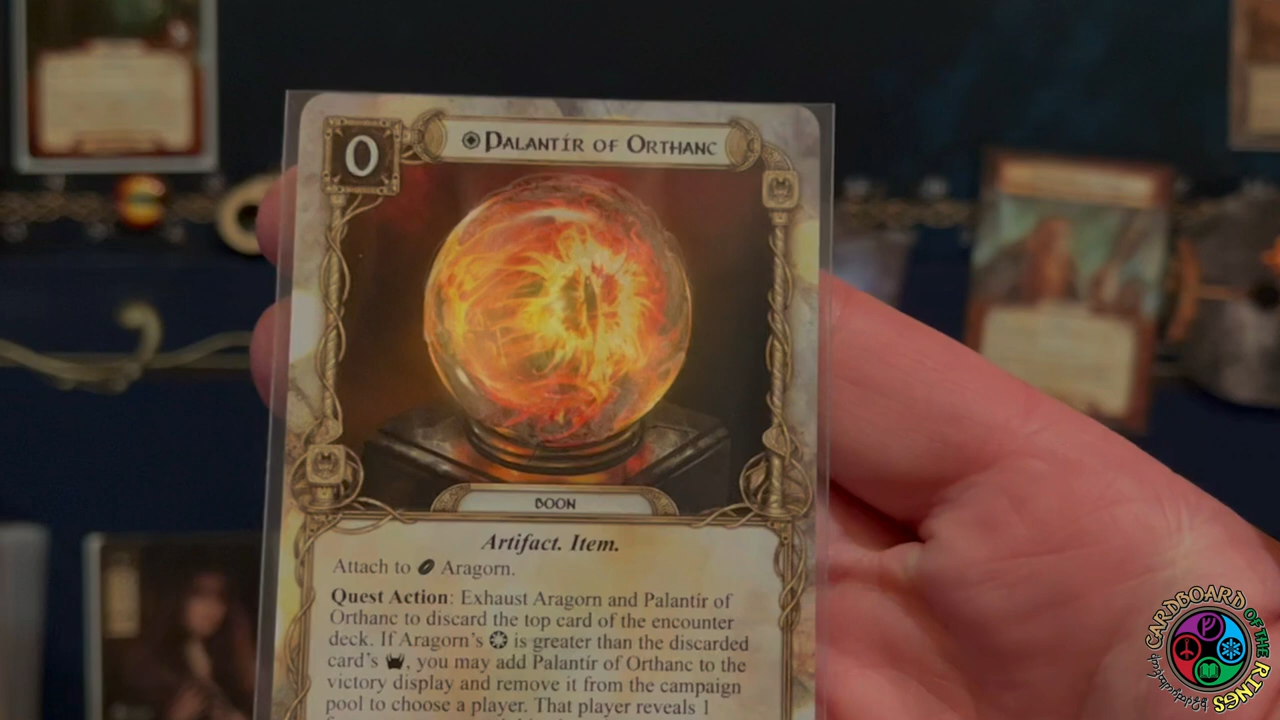 0
PALANTÍR OF ORTHANC
BOON
Artifact. Item.
Attach to Aragorn.
Quest Action: Exhaust Aragorn and Palantír of
Orthanc to discard the top card of the encounter
deck. If Aragorn's is greater than the discarded
card's , you may add Palantír of Orthanc to the
victory display and remove it from the campaign
pool to choose a player. That player reveals 1
CARDBOARD OF THE RINGS